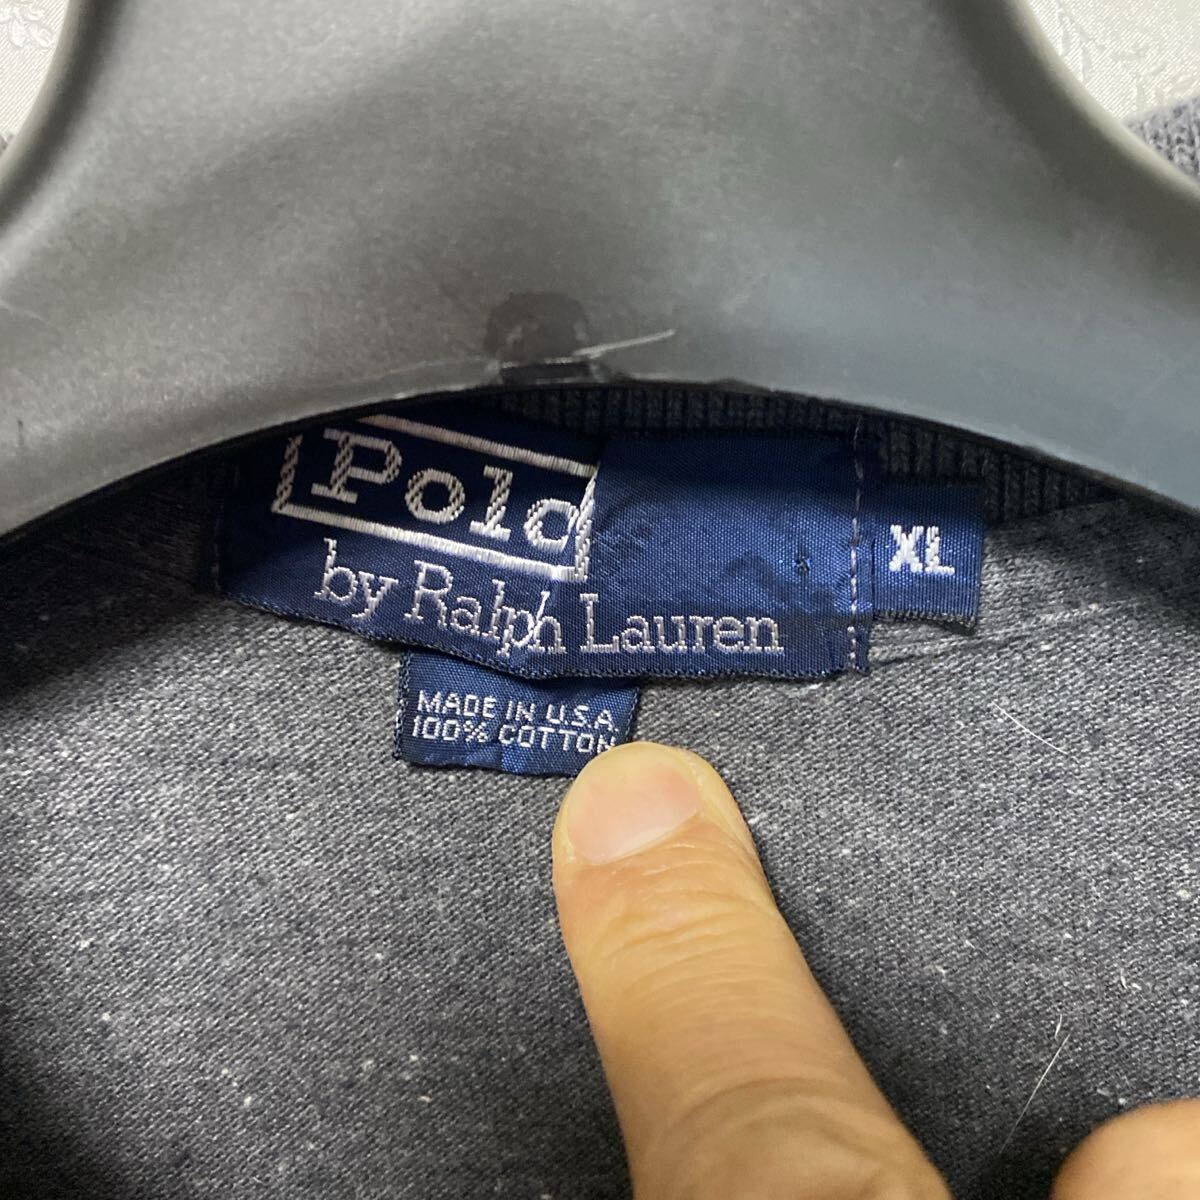 Polo
by Ralph Lauren
XL
MADE IN U.S.A.
100% COTTON